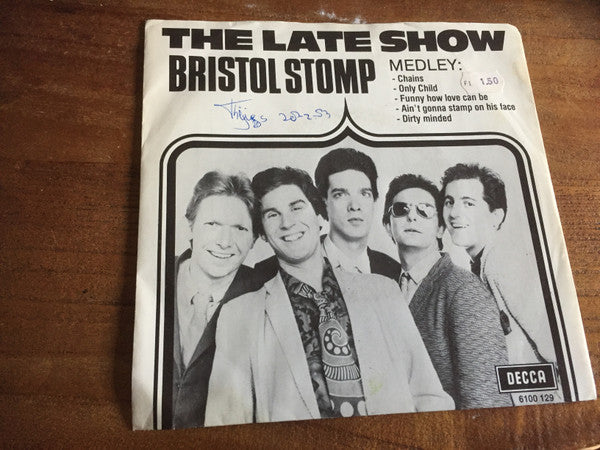 THE LATE SHOW
BRISTOL STOMP
MEDLEY:
- Chains
- Only Child
- Funny how love can be
- Ain't gonna stamp on his face
- Dirty minded
Fl 1,50
Thijs
DECCA
6100 129